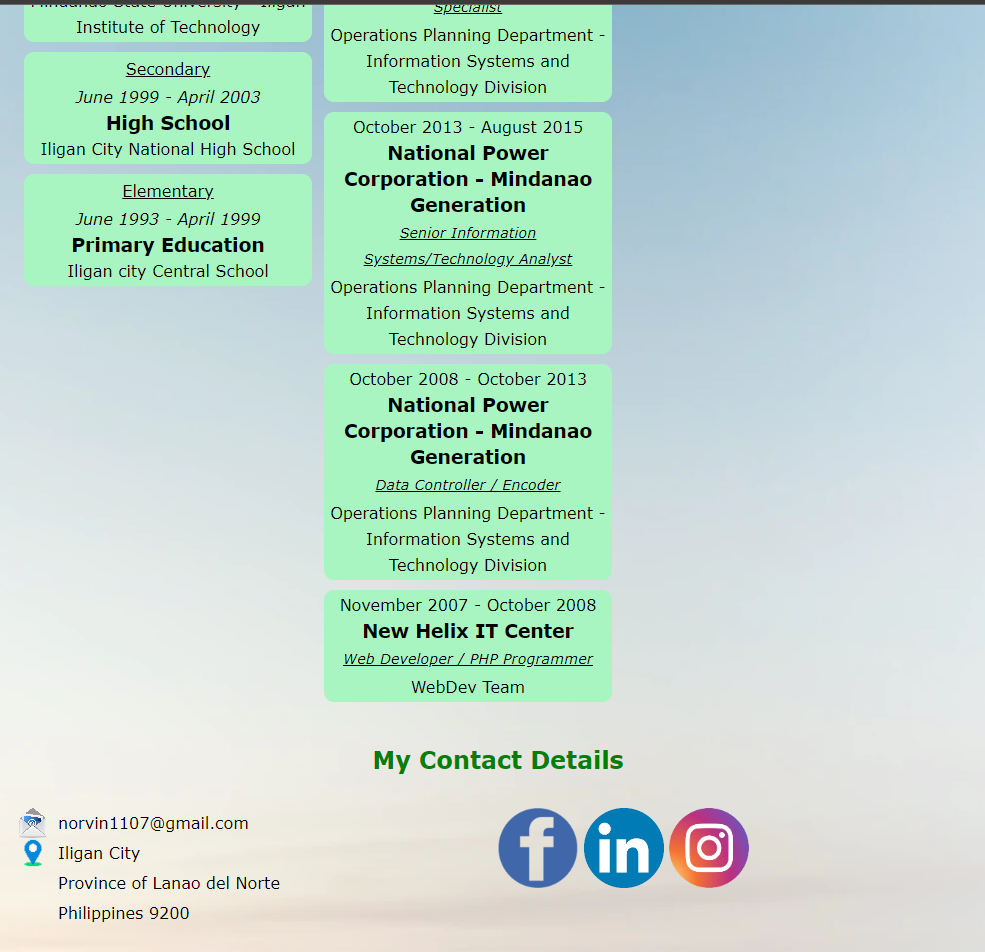 Mindanao State University - Iligan
Institute of Technology
Secondary
June 1999 - April 2003
High School
Iligan City National High School
Elementary
June 1993 - April 1999
Primary Education
Iligan city Central School
Specialist
Operations Planning Department -
Information Systems and
Technology Division
October 2013 - August 2015
National Power
Corporation - Mindanao
Generation
Senior Information
Systems/Technology Analyst
Operations Planning Department -
Information Systems and
Technology Division
October 2008 - October 2013
National Power
Corporation - Mindanao
Generation
Data Controller / Encoder
Operations Planning Department -
Information Systems and
Technology Division
November 2007 - October 2008
New Helix IT Center
Web Developer / PHP Programmer
WebDev Team
My Contact Details
norvin1107@gmail.com
Iligan City
Province of Lanao del Norte
Philippines 9200
f
in